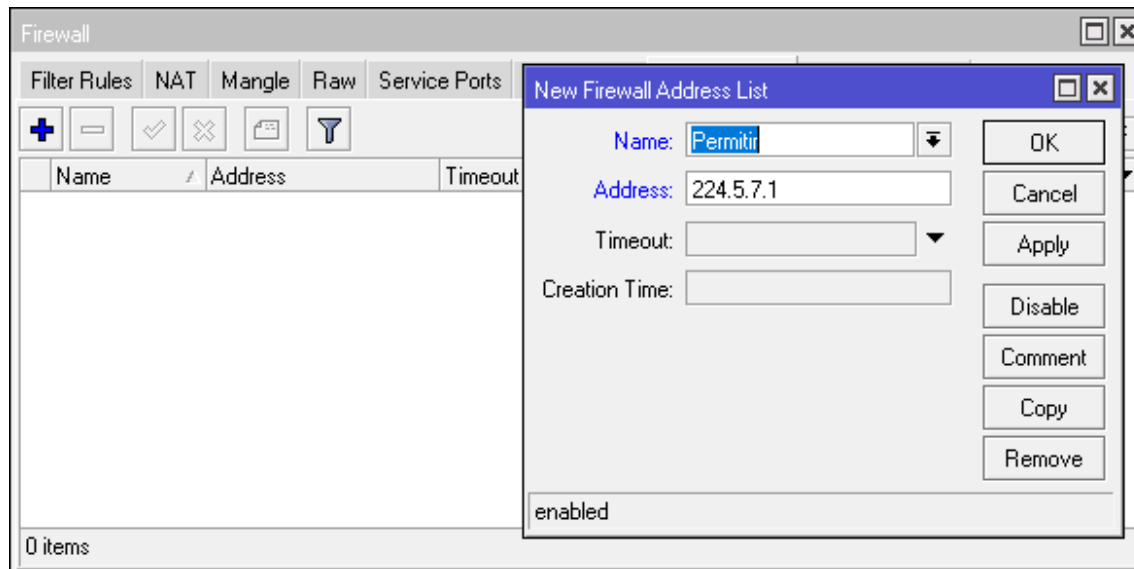 Firewall
Filter Rules NAT Mangle Raw Service Ports
Name Address Timeout
0 items
New Firewall Address List
Name: Permitir
Address: 224.5.7.1
Timeout:
Creation Time:
OK
Cancel
Apply
Disable
Comment
Copy
Remove
enabled